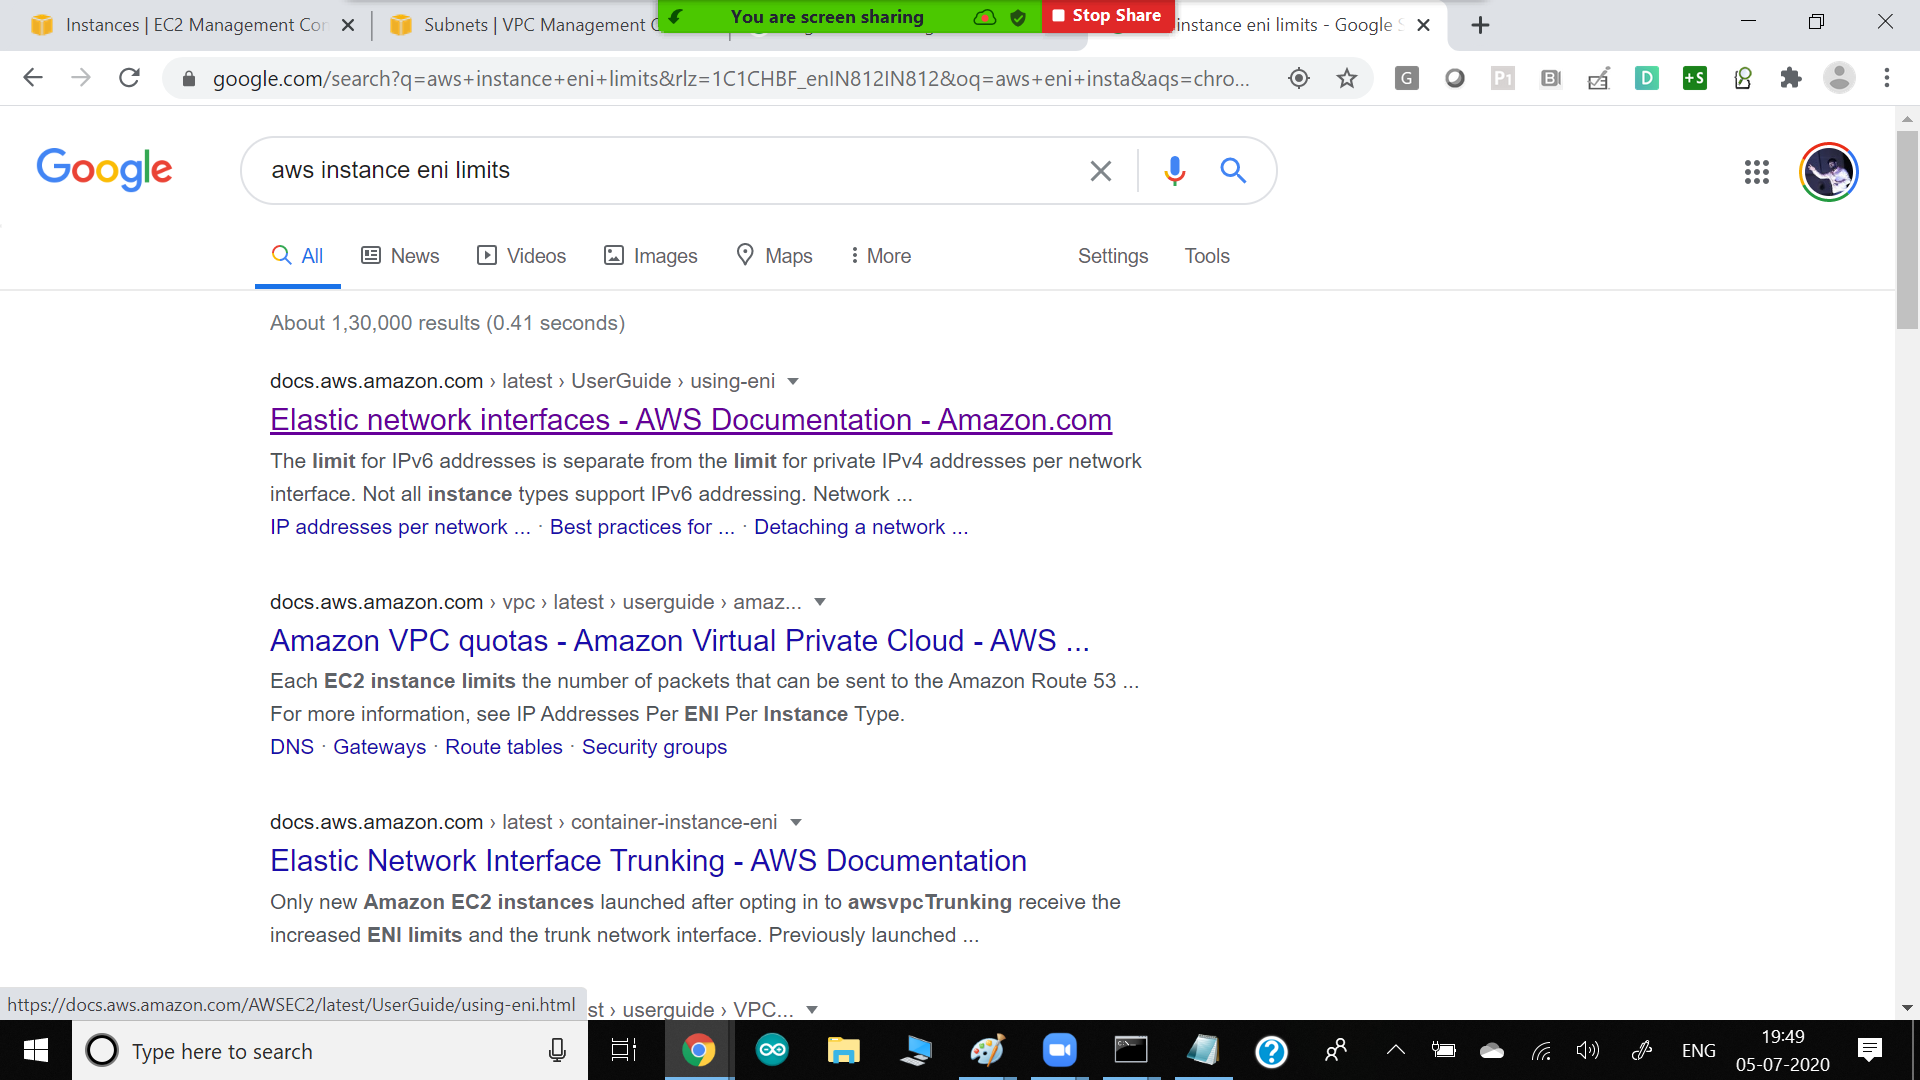 Instances | EC2 Management Con
Subnets | VPC Management C
You are screen sharing
Stop Share
instance eni limits - Google S
google.com/search?q=aws+instance+eni+limits&rlz=1C1CHBF_enIN812IN812&oq=aws+eni+insta&aqs=chro...
Google
aws instance eni limits
All
News
Videos
Images
Maps
More
Settings
Tools
About 1,30,000 results (0.41 seconds)
docs.aws.amazon.com › latest › UserGuide › using-eni
Elastic network interfaces - AWS Documentation - Amazon.com
The limit for IPv6 addresses is separate from the limit for private IPv4 addresses per network
interface. Not all instance types support IPv6 addressing. Network ...
IP addresses per network ... · Best practices for ... · Detaching a network ...
docs.aws.amazon.com › vpc › latest › userguide › amaz...
Amazon VPC quotas - Amazon Virtual Private Cloud - AWS ...
Each EC2 instance limits the number of packets that can be sent to the Amazon Route 53 ...
For more information, see IP Addresses Per ENI Per Instance Type.
DNS · Gateways · Route tables · Security groups
docs.aws.amazon.com › latest › container-instance-eni
Elastic Network Interface Trunking - AWS Documentation
Only new Amazon EC2 instances launched after opting in to awsvpcTrunking receive the
increased ENI limits and the trunk network interface. Previously launched ...
https://docs.aws.amazon.com/AWSEC2/latest/UserGuide/using-eni.html
st › userguide › VPC...
Type here to search
ENG
19:49
05-07-2020